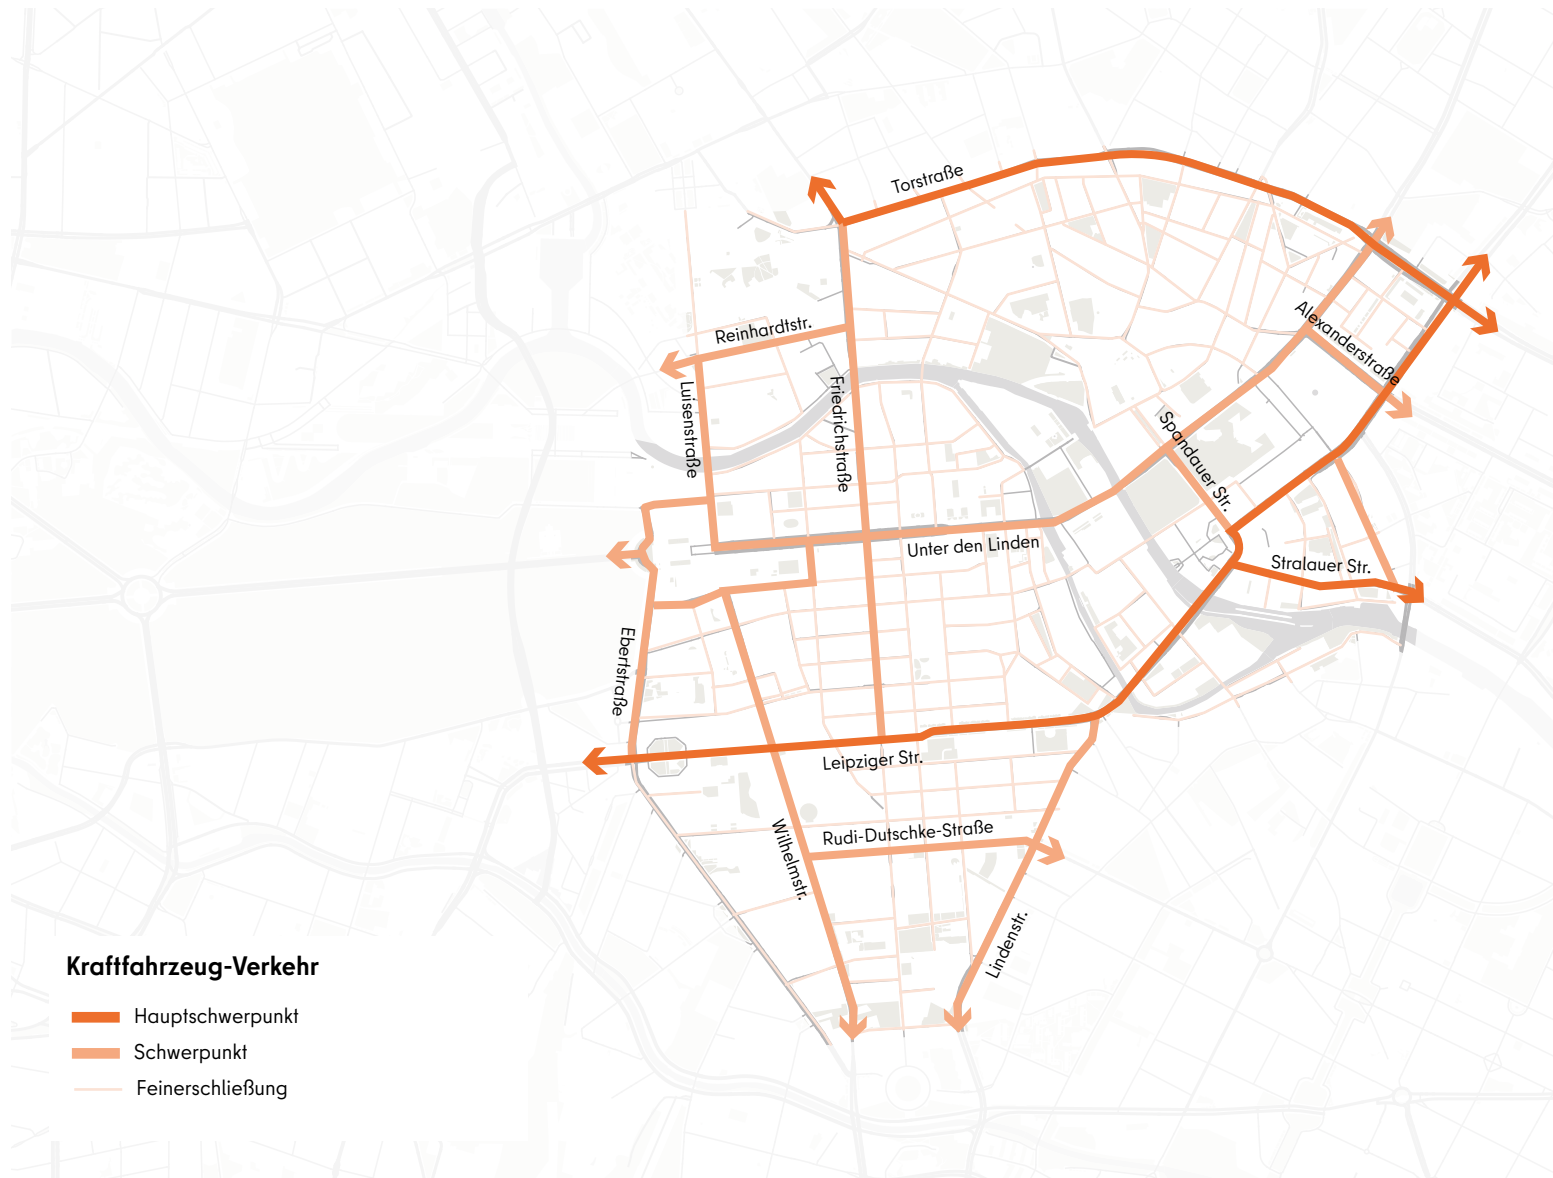 Torstraße
Reinhardtstr.
Alexanderstraße
Luisenstraße
Friedrichstraße
Spandauer Str.
Unter den Linden
Stralauer Str.
Ebertstraße
Leipziger Str.
Rudi-Dutschke-Straße
Wilhelmstr.
Lindenstr.
Kraftfahrzeug-Verkehr
Hauptschwerpunkt
Schwerpunkt
Feinerschließung